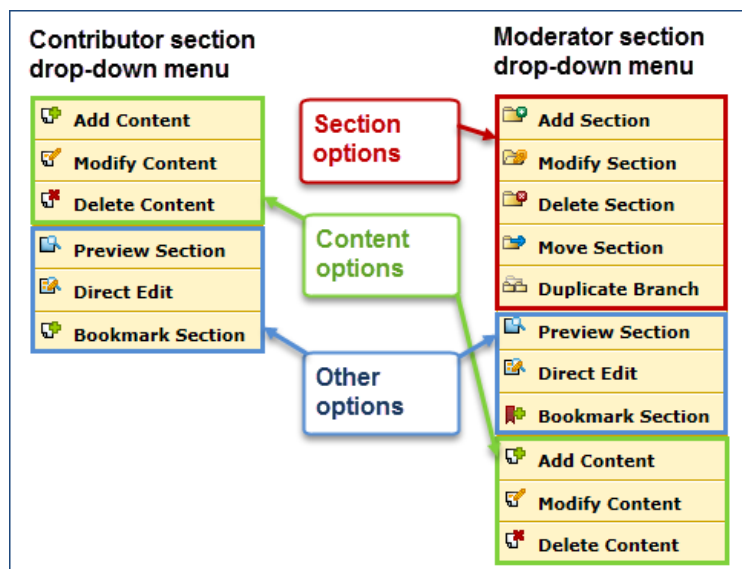 Contributor section
drop-down menu
Add Content
Modify Content
Delete Content
Preview Section
Direct Edit
Bookmark Section
Section
options
Content
options
Other
options
Moderator section
drop-down menu
Add Section
Modify Section
Delete Section
Move Section
Duplicate Branch
Preview Section
Direct Edit
Bookmark Section
Add Content
Modify Content
Delete Content